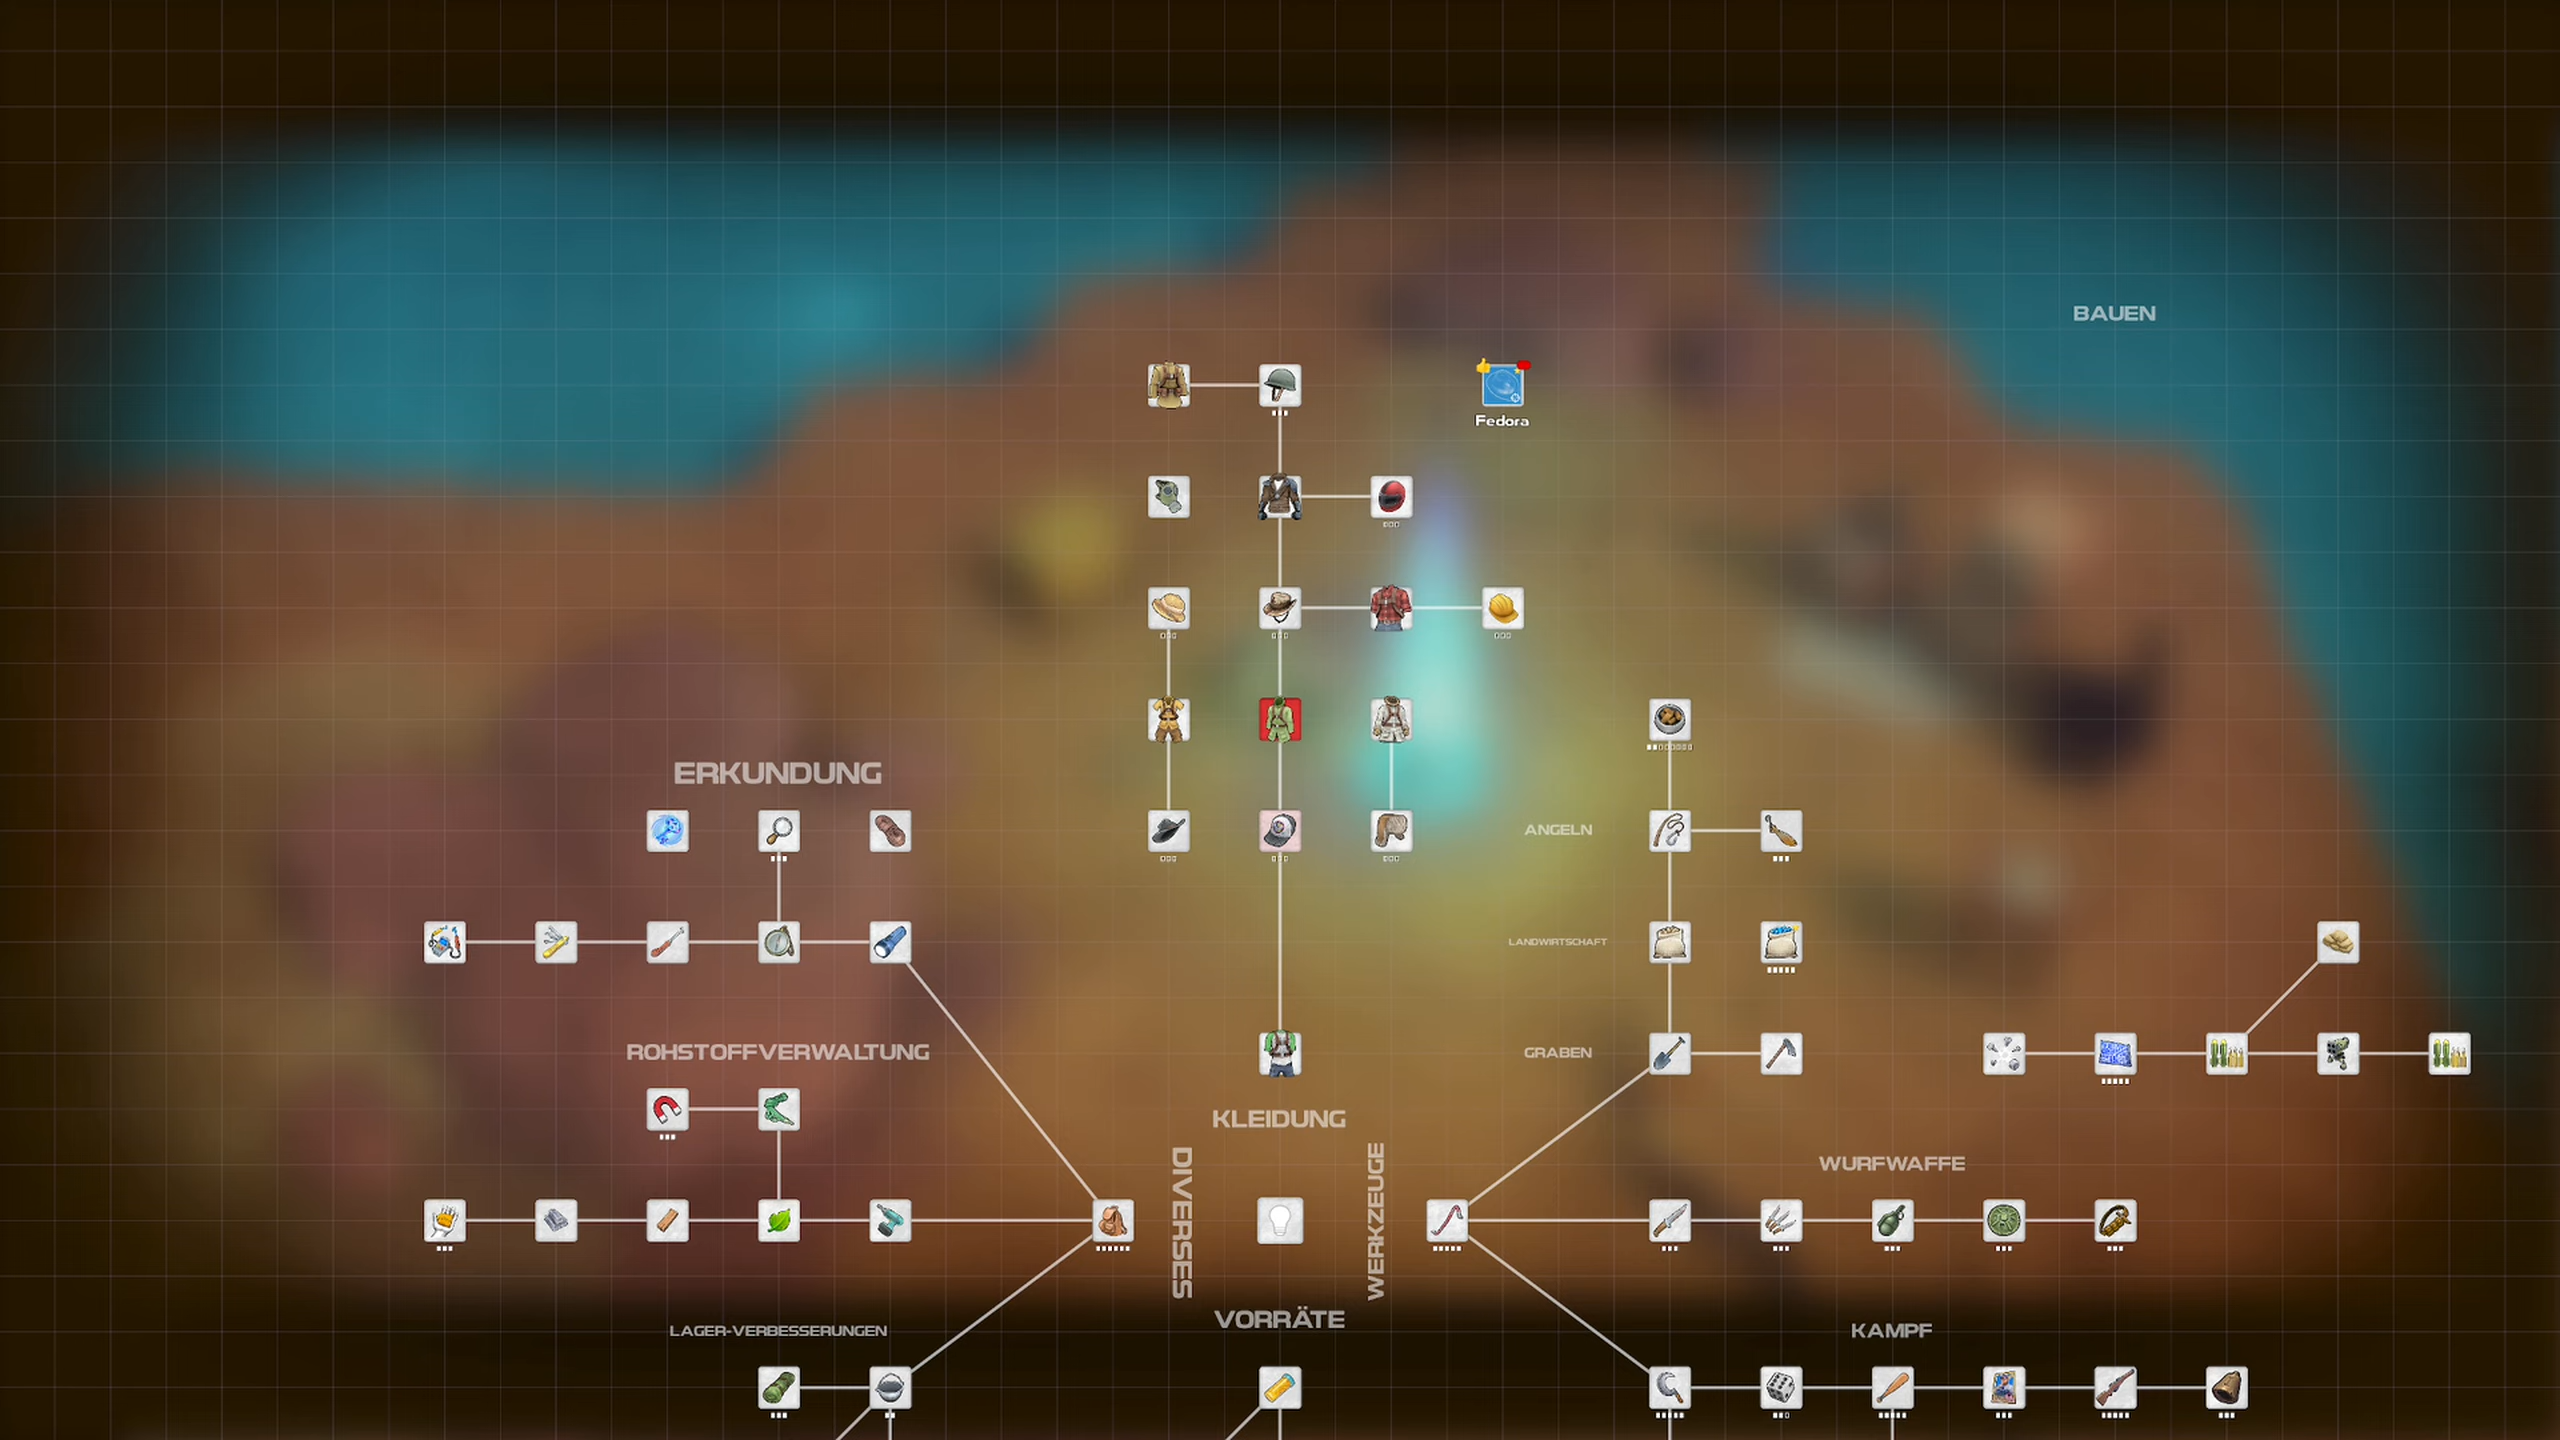 BAUEN
Fedora
ERKUNDUNG
ANGELN
LANDWIRTSCHAFT
ROHSTOFFVERWALTUNG
GRABEN
KLEIDUNG
DIVERSES
WERKZEUGE
WURFWAFFE
VORRÄTE
LAGER-VERBESSERUNGEN
KAMPF